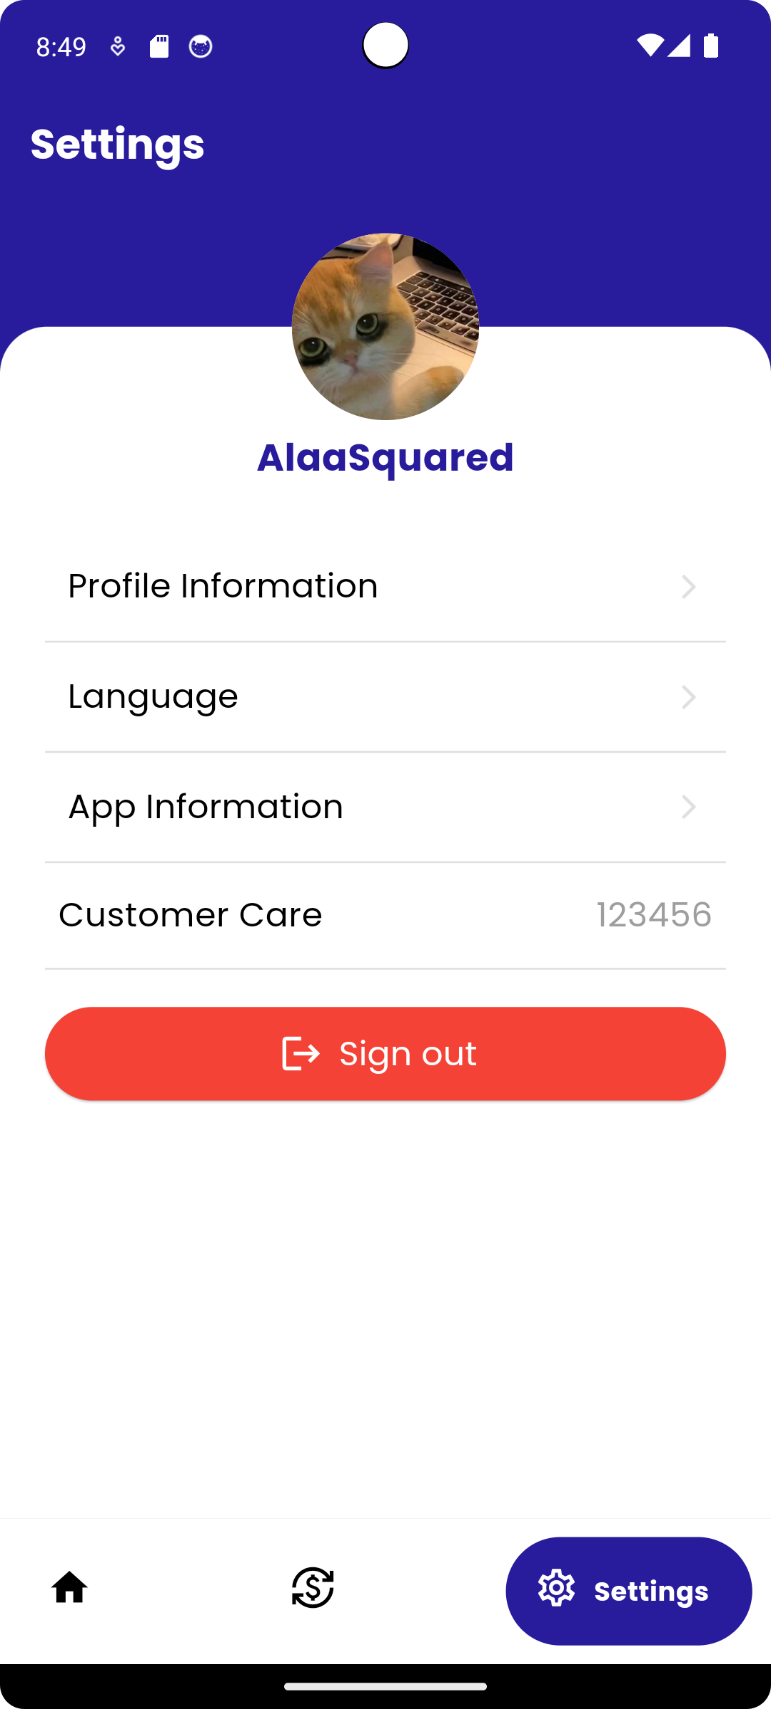 8:49
Settings
AlaaSquared
Profile Information
Language
App Information
Customer Care 123456
Sign out
Settings